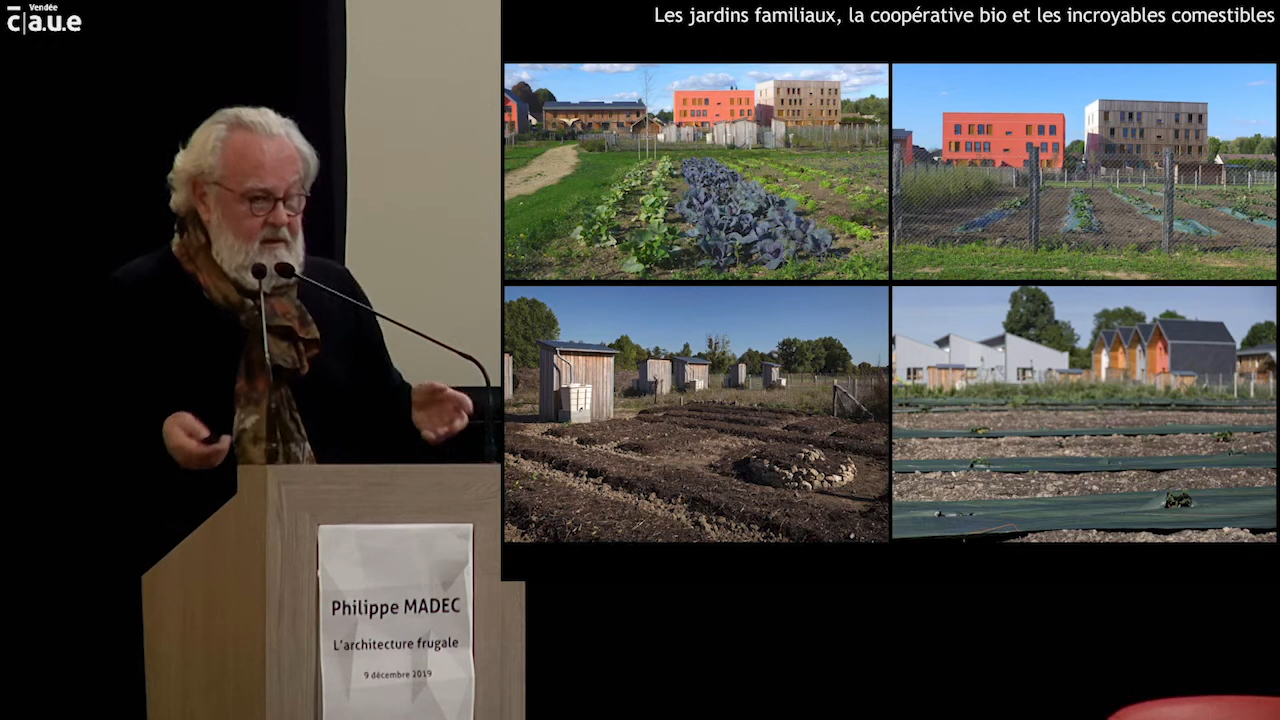 Vendée
c|a.u.e
Les jardins familiaux, la coopérative bio et les incroyables comestibles
Philippe MADEC
L'architecture frugale
9 décembre 2019